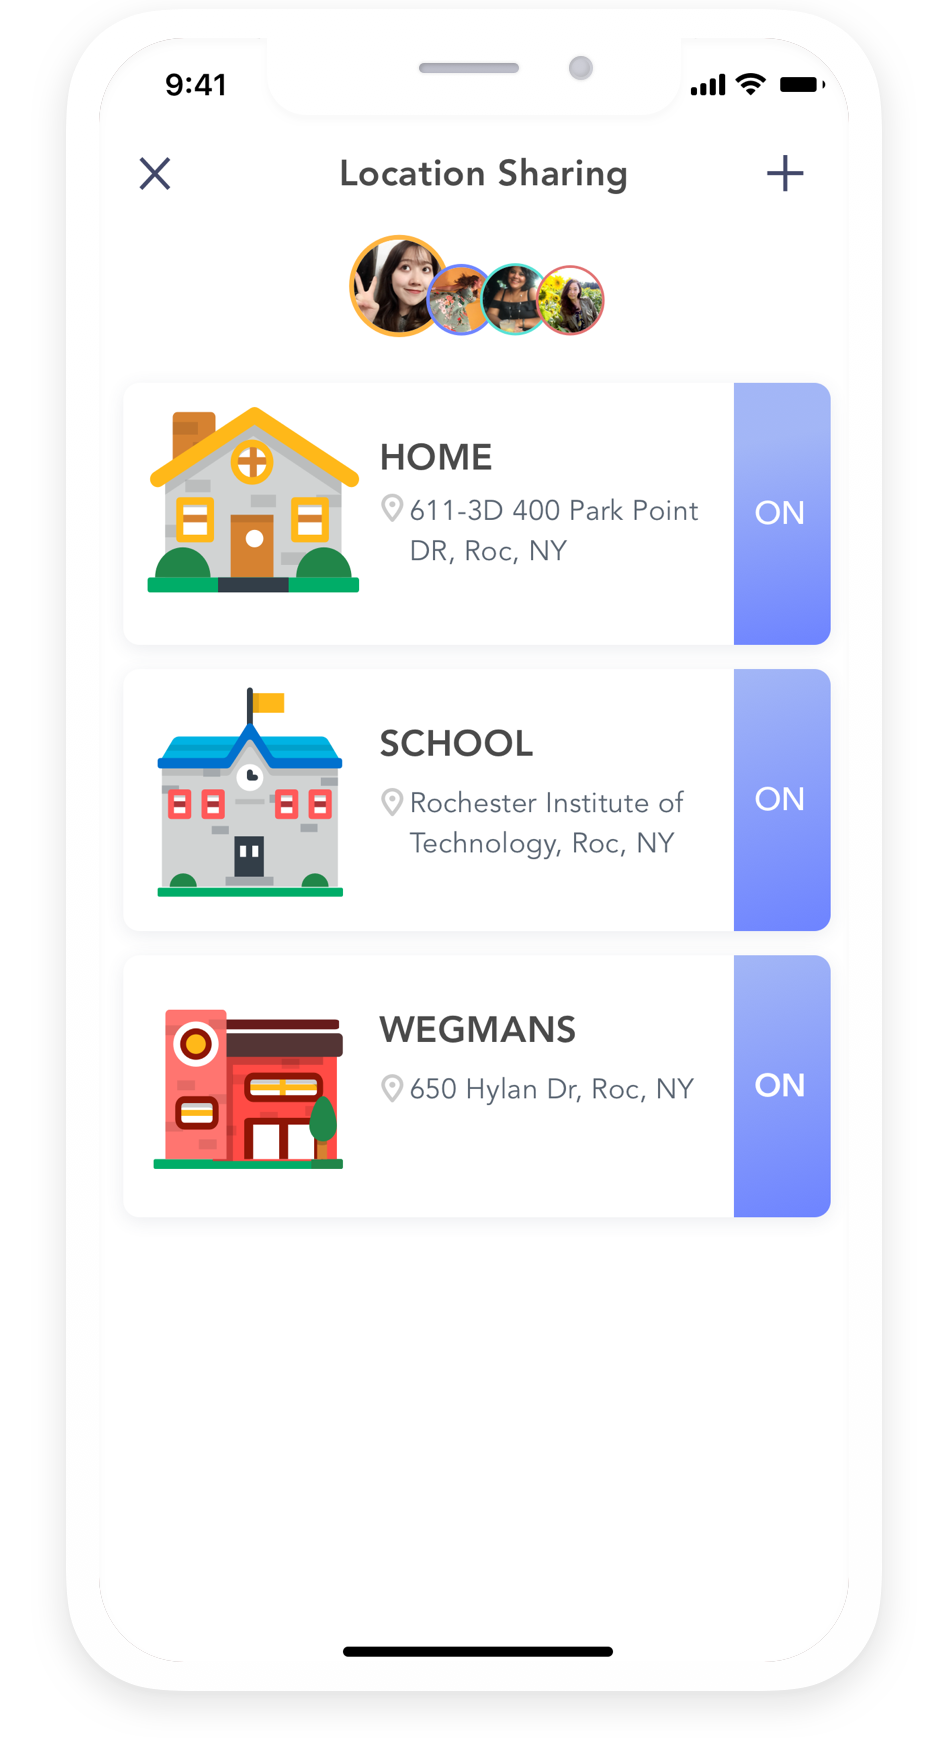 9:41
Location Sharing
HOME
611-3D 400 Park Point
DR, Roc, NY
ON
SCHOOL
Rochester Institute of
Technology, Roc, NY
ON
WEGMANS
650 Hylan Dr, Roc, NY
ON